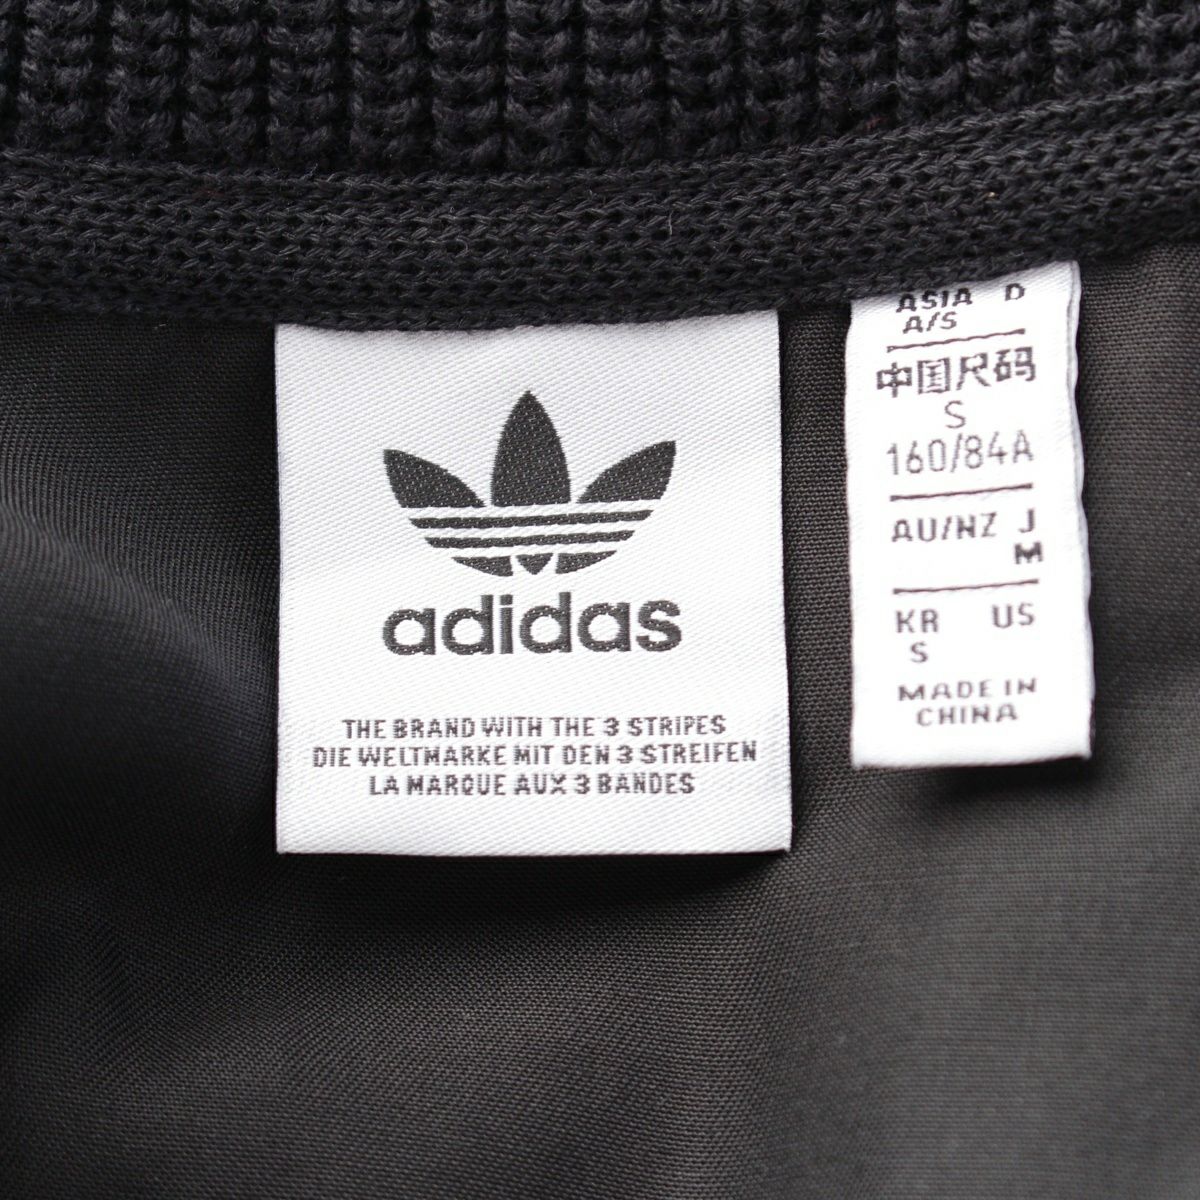 adidas
THE BRAND WITH THE 3 STRIPES
DIE WELTMARKE MIT DEN 3 STREIFEN
LA MARQUE AUX 3 BANDES
ASIA D
A/S
中国尺码
S
160/84A
AU/NZ J
M
KR US
S
MADE IN
CHINA